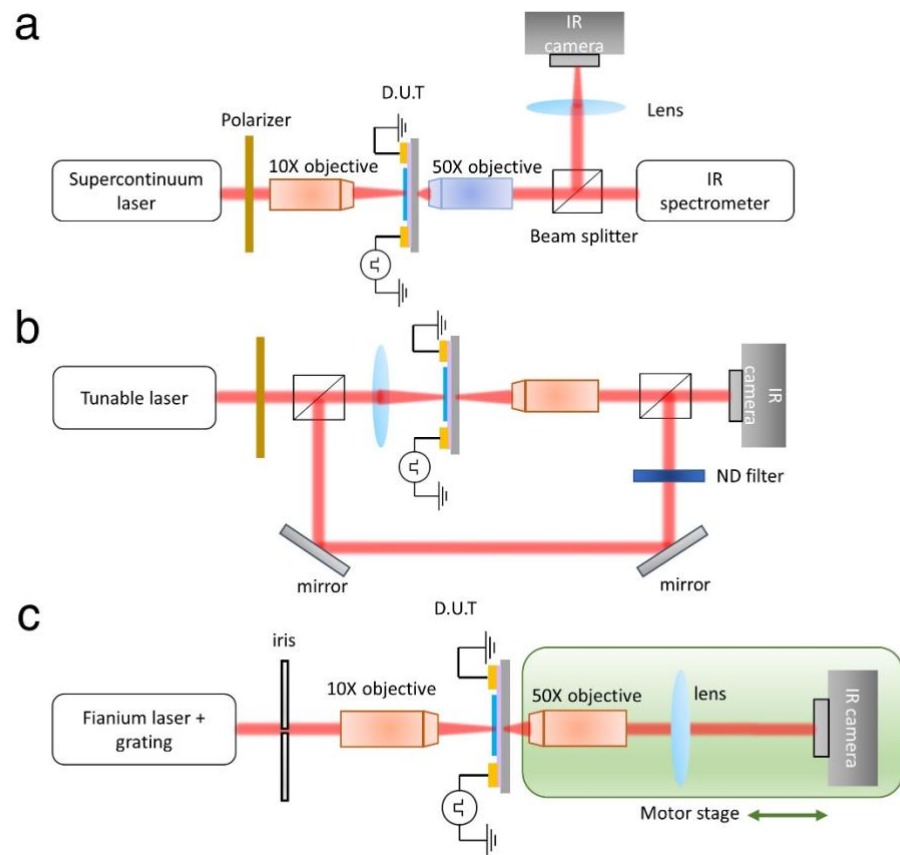 a
IR
camera
D.U.T
Lens
Polarizer
10X objective
50X objective
Supercontinuum
laser
IR
spectrometer
Beam splitter
b
Tunable laser
IR
camera
ND filter
mirror
mirror
D.U.T
c
iris
10X objective
50X objective
lens
IR camera
Fianium laser +
grating
Motor stage